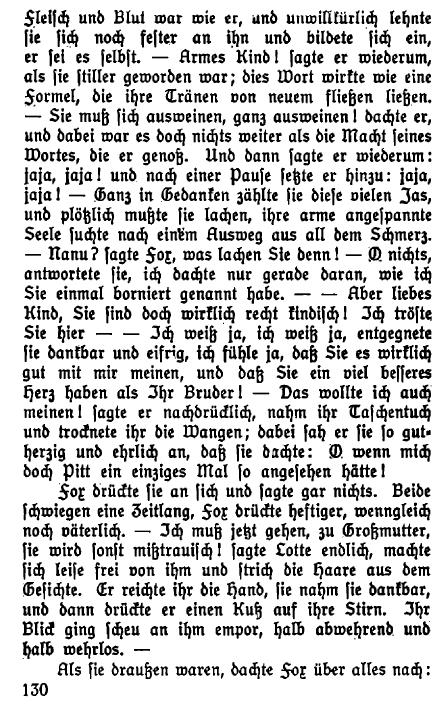 Fleisch und Blut war wie er, und unwillkürlich lehnte
sie sich noch fester an ihn und bildete sich ein,
er sei es selbst. — Armes Kind! sagte er wiederum,
als sie stiller geworden war; dies Wort wirkte wie eine
Formel, die ihre Tränen von neuem fließen ließen.
— Sie muß sich ausweinen, ganz ausweinen! dachte er,
und dabei war es doch nichts weiter als die Macht seines
Wortes, die er genoß. Und dann sagte er wiederum:
jaja, jaja! und nach einer Pause setzte er hinzu: jaja,
jaja! — Ganz in Gedanken zählte sie diese vielen Jas,
und plötzlich mußte sie lachen, ihre arme angespannte
Seele suchte nach einem Ausweg aus all dem Schmerz.
— Nanu? sagte Fox, was lachen Sie denn! — O nichts,
antwortete sie, ich dachte nur gerade daran, wie ich
Sie einmal borniert genannt habe. — — Aber liebes
Kind, Sie sind doch wirklich recht kindisch! Ich tröste
Sie hier — — Ich weiß ja, ich weiß ja, entgegnete
sie dankbar und eifrig, ich fühle ja, daß Sie es wirklich
gut mit mir meinen, und daß Sie ein viel besseres
Herz haben als Ihr Bruder! — Das wollte ich auch
meinen! sagte er nachdrücklich, nahm ihr Taschentuch
und trocknete ihr die Wangen; dabei sah er sie so gut-
herzig und ehrlich an, daß sie dachte: O wenn mich
doch Pitt ein einziges Mal so angesehen hätte!
Fox drückte sie an sich und sagte gar nichts. Beide
schwiegen eine Zeitlang, Fox drückte heftiger, wenngleich
noch väterlich. — Ich muß jetzt gehen, zu Großmutter,
sie wird sonst mißtrauisch! sagte Lotte endlich, machte
sich leise frei von ihm und strich die Haare aus dem
Gesichte. Er reichte ihr die Hand, sie nahm sie dankbar,
und dann drückte er einen Kuß auf ihre Stirn. Ihr
Blick ging scheu an ihm empor, halb abwehrend und
halb wehrlos. —
Als sie draußen waren, dachte Fox über alles nach:
130